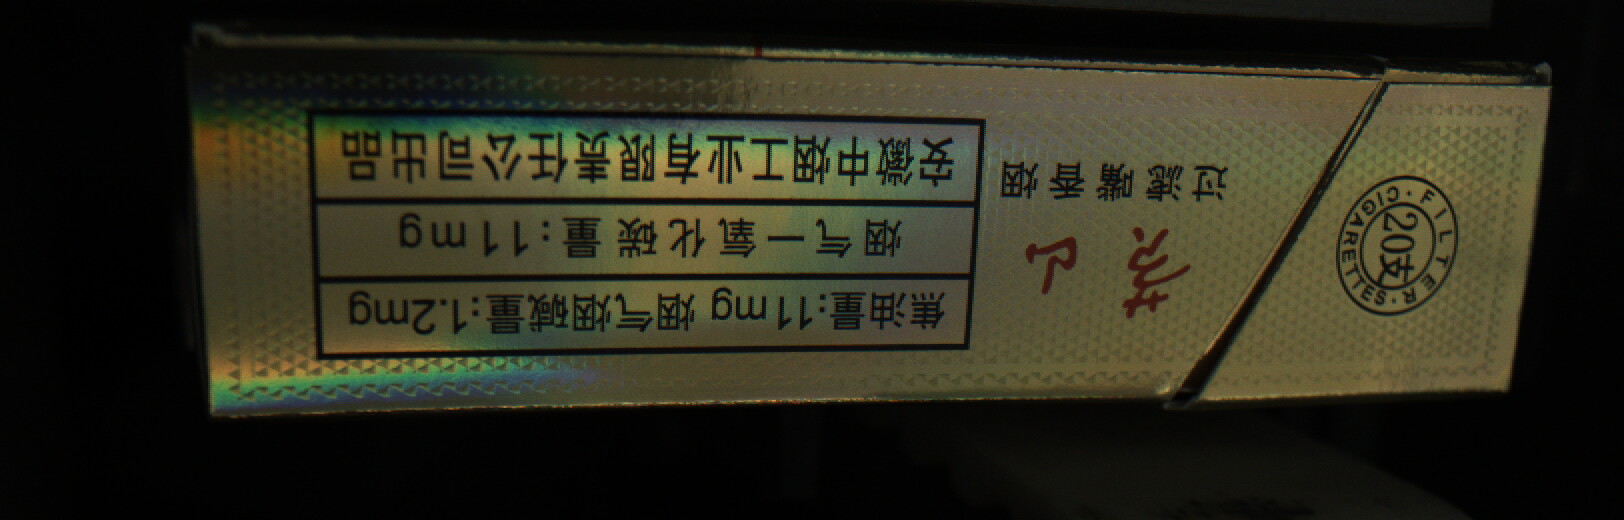 FILTER CIGARETTES
20支
黄山
过滤嘴香烟
焦油量:11mg 烟气烟碱量:1.2mg
烟气一氧化碳量:11mg
安徽中烟工业有限责任公司出品